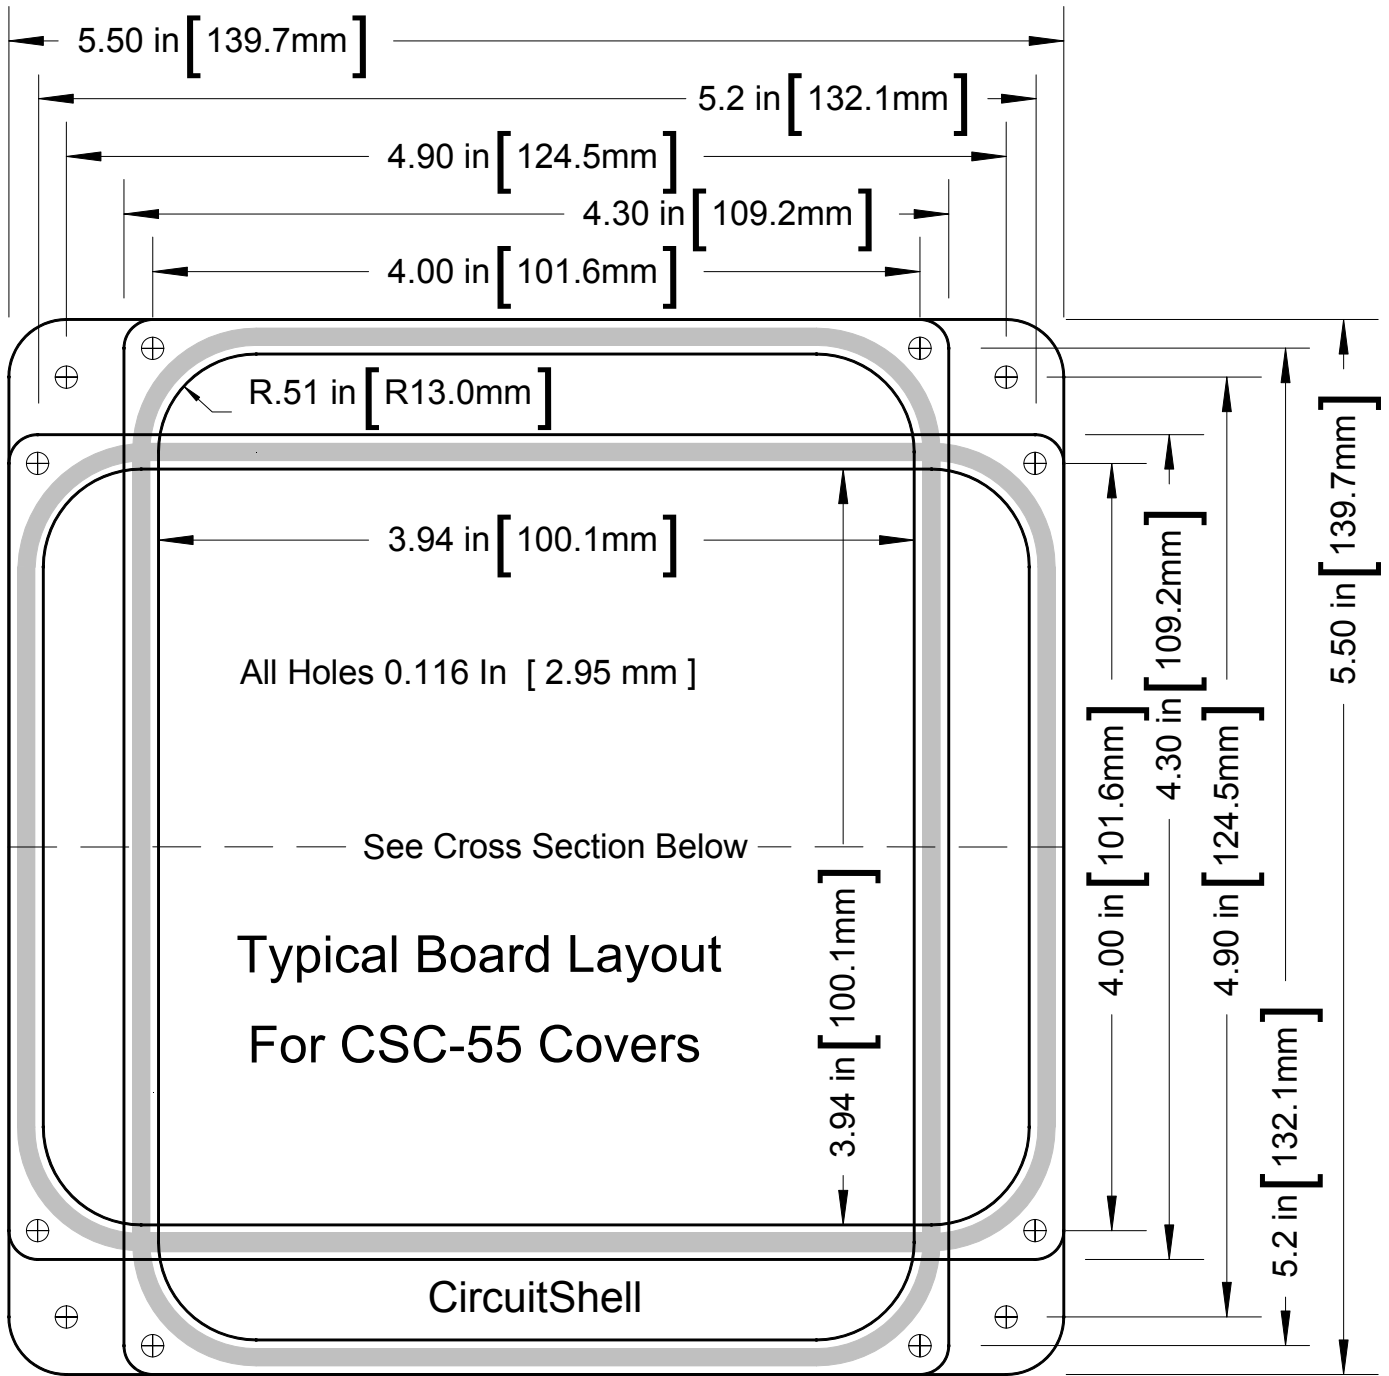 5.50 in [ 139.7mm ]
5.2 in [ 132.1mm ]
4.90 in [ 124.5mm ]
4.30 in [ 109.2mm ]
4.00 in [ 101.6mm ]
R.51 in [ R13.0mm ]
3.94 in [ 100.1mm ]
All Holes 0.116 In [ 2.95 mm ]
See Cross Section Below
Typical Board Layout
For CSC-55 Covers
3.94 in [ 100.1mm ]
CircuitShell
4.00 in [ 101.6mm ]
4.30 in [ 109.2mm ]
4.90 in [ 124.5mm ]
5.2 in [ 132.1mm ]
5.50 in [ 139.7mm ]